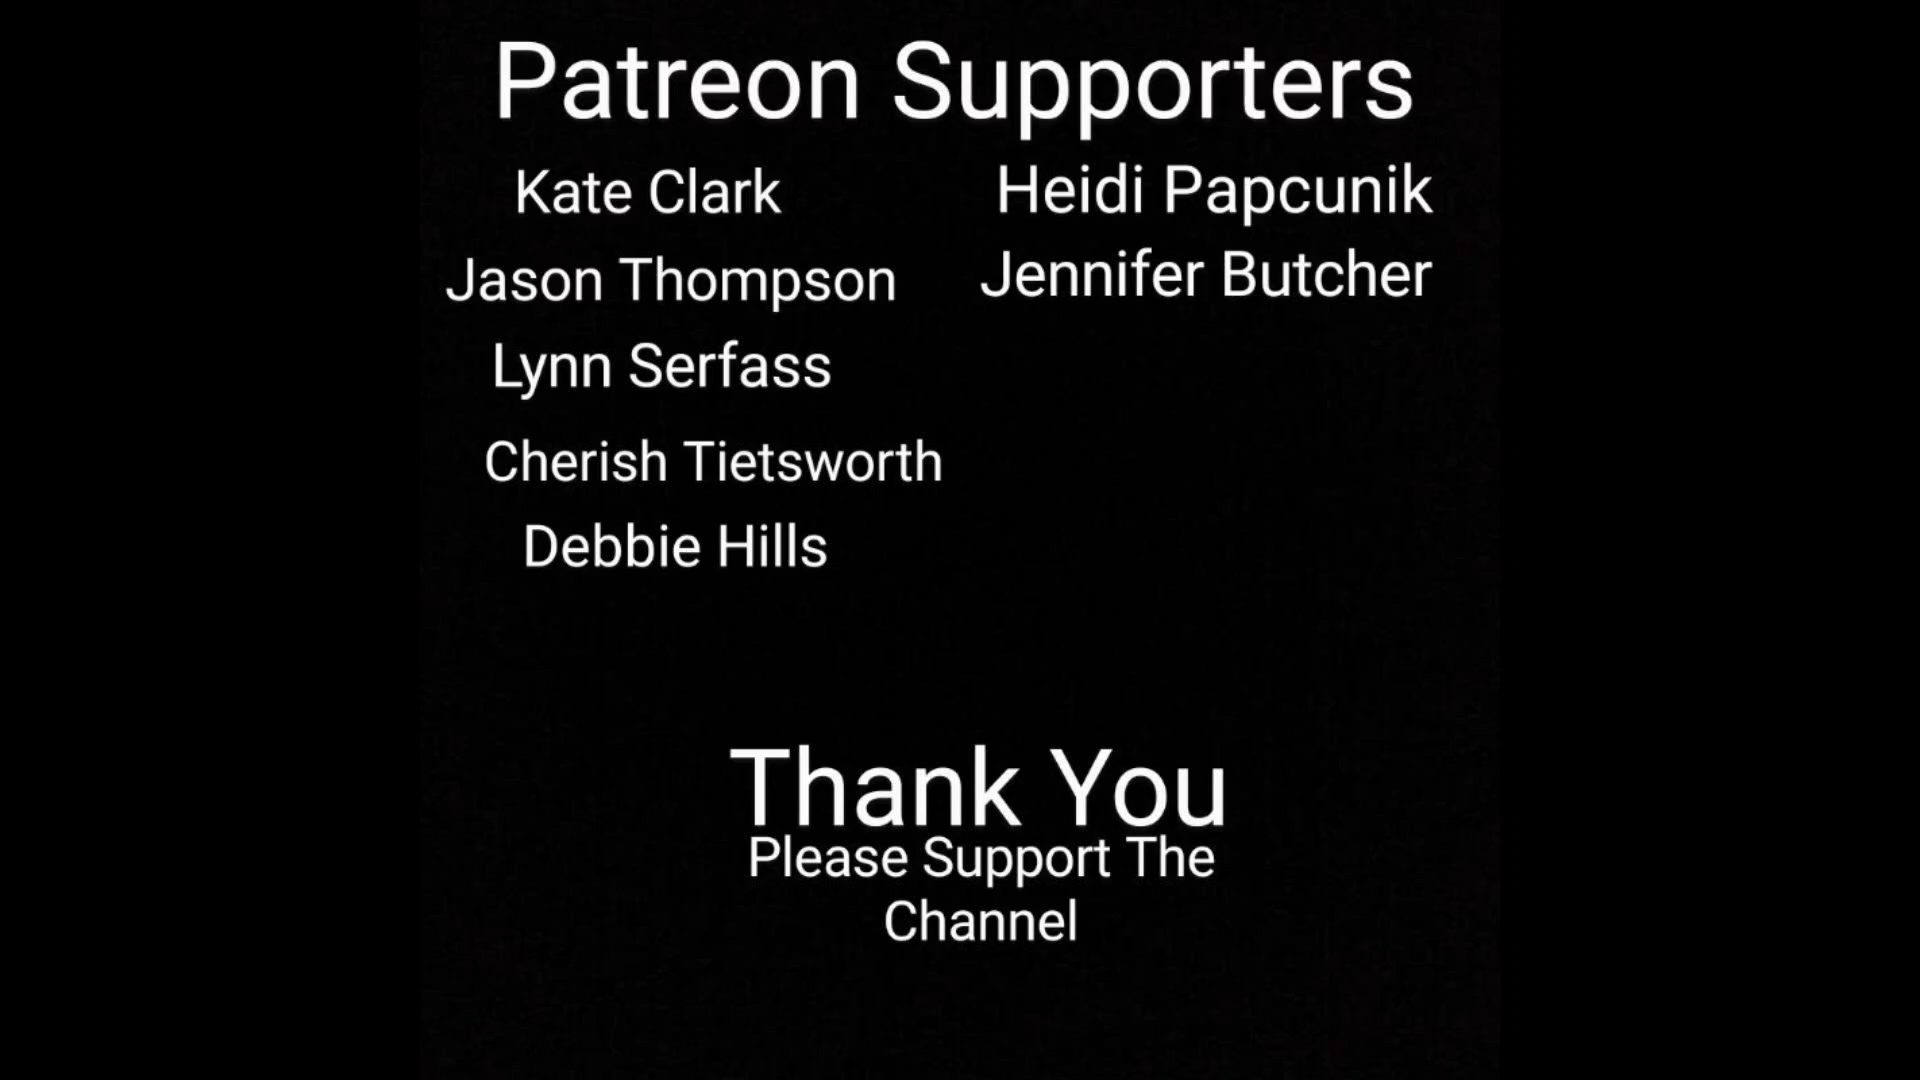 Patreon Supporters
Kate Clark
Jason Thompson
Lynn Serfass
Cherish Tietsworth
Debbie Hills
Heidi Papcunik
Jennifer Butcher
Thank You
Please Support The
Channel